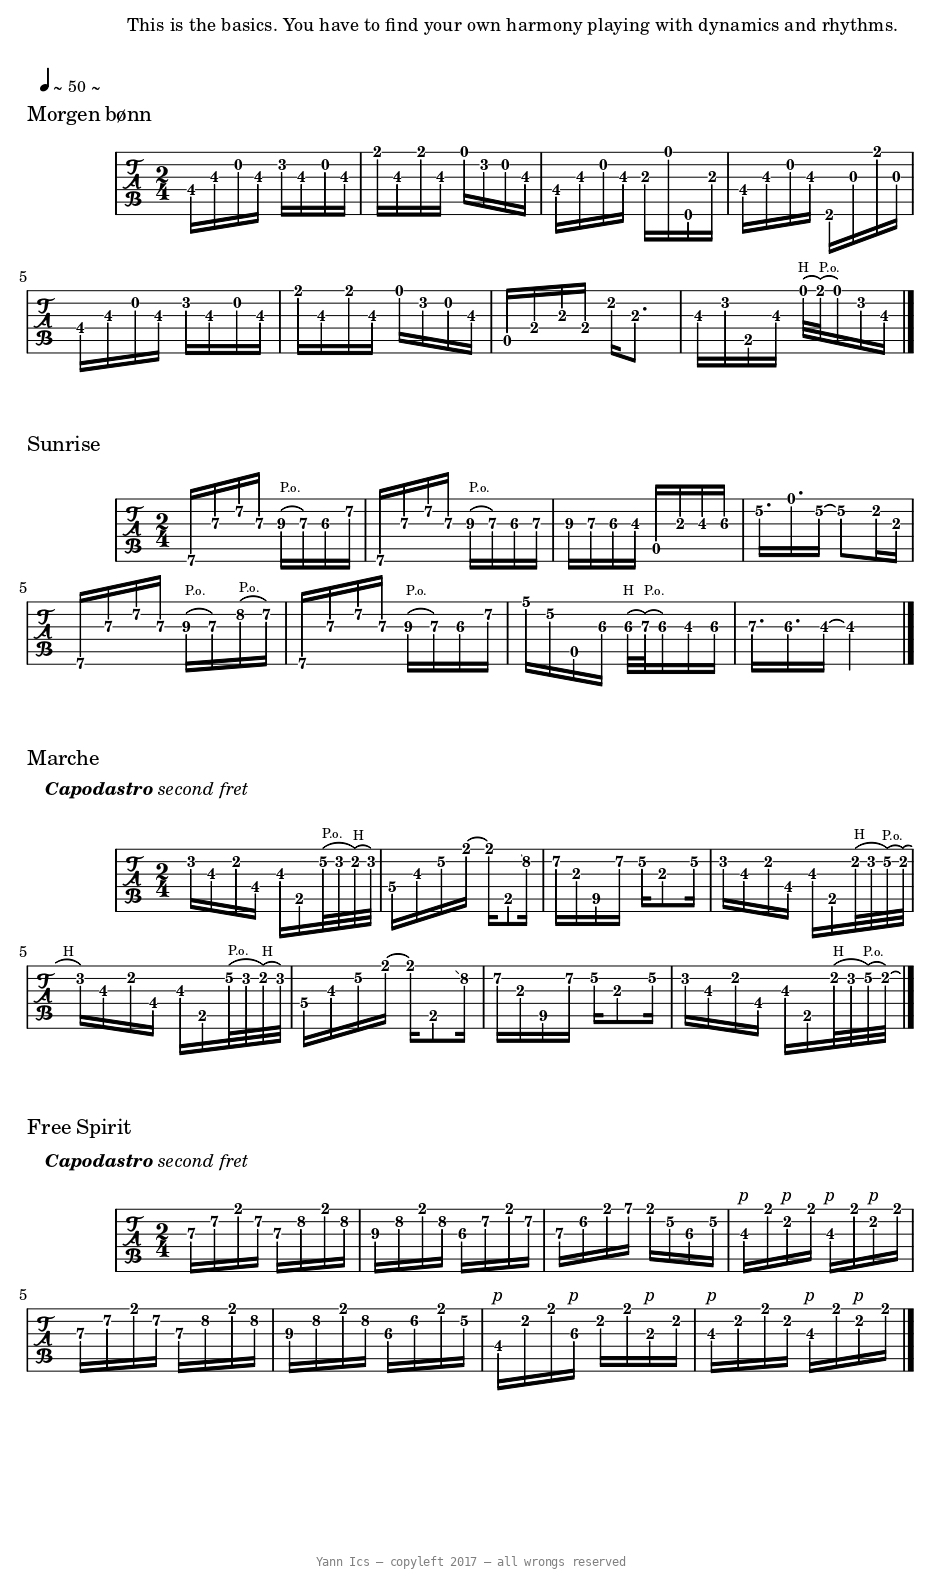 This is the basics. You have to find your own harmony playing with dynamics and rhythms.
♩ ~ 50 ~
Morgen bønn
TAB 2/4 4 4 0 4 3 4 0 4 2 4 2 4 0 3 0 4 4 4 0 4 2 0 0 2 4 4 0 4 2 0 2 0
5 H P.o.
TAB 4 4 0 4 3 4 0 4 2 4 2 4 0 3 0 4 0 2 2 2 2 2 4 3 2 4 0 2 0 3 4
Sunrise
P.o. P.o.
TAB 2/4 7 7 7 7 9 7 6 7 7 7 7 7 9 7 6 7 9 7 6 4 0 2 4 6 5 0 5 5 2 2
5 P.o. P.o. P.o. H P.o.
TAB 7 7 7 7 9 7 8 7 7 7 7 7 9 7 6 7 5 5 0 6 6 7 6 4 6 7 6 4 4
Marche
Capodastro second fret
P.o. H H P.o.
TAB 2/4 3 4 2 4 4 2 5 3 2 3 5 4 5 2 2 2 8 7 2 9 7 5 2 5 3 4 2 4 4 2 2 3 5 2
5 H P.o. H H P.o.
TAB 3 4 2 4 4 2 5 3 2 3 5 4 5 2 2 2 8 7 2 9 7 5 2 5 3 4 2 4 4 2 2 3 5 2
Free Spirit
Capodastro second fret
p p p p
TAB 2/4 7 7 2 7 7 8 2 8 9 8 2 8 6 7 2 7 7 6 2 7 2 5 6 5 4 2 2 2 4 2 2 2
5 p p p p p p
TAB 7 7 2 7 7 8 2 8 9 8 2 8 6 6 2 5 4 2 2 6 2 2 2 2 4 2 2 2 4 2 2 2
Yann Ics — copyleft 2017 — all wrongs reserved